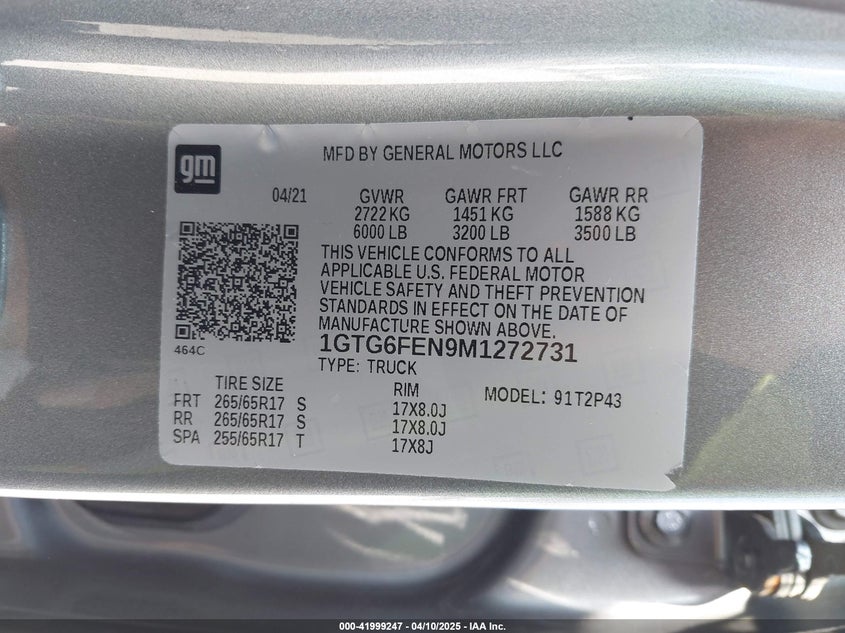 gm
MFD BY GENERAL MOTORS LLC
04/21 GVWR GAWR FRT GAWR RR
2722 KG 1451 KG 1588 KG
6000 LB 3200 LB 3500 LB
THIS VEHICLE CONFORMS TO ALL
APPLICABLE U.S. FEDERAL MOTOR
VEHICLE SAFETY AND THEFT PREVENTION
STANDARDS IN EFFECT ON THE DATE OF
MANUFACTURE SHOWN ABOVE.
464C
1GTG6FEN9M1272731
TYPE: TRUCK
TIRE SIZE RIM MODEL: 91T2P43
FRT 265/65R17 S 17X8.0J
RR 265/65R17 S 17X8.0J
SPA 255/65R17 T 17X8J
000-41999247 - 04/10/2025 - IAA Inc.